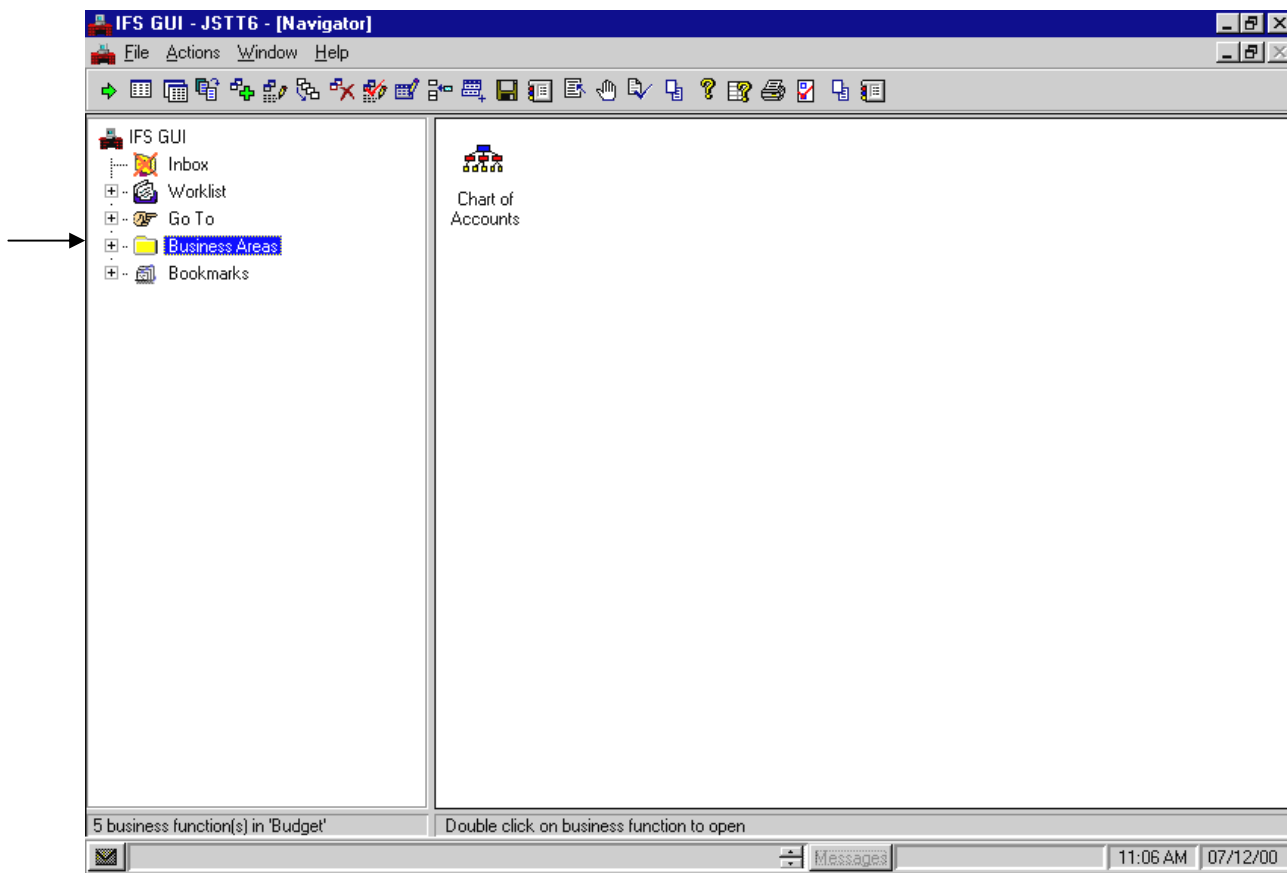 IFS GUI - JSTT6 - [Navigator]
File Actions Window Help
IFS GUI
Inbox
Worklist
Go To
Business Areas
Bookmarks
Chart of
Accounts
5 business function(s) in 'Budget'
Double click on business function to open
Messages
11:06 AM
07/12/00